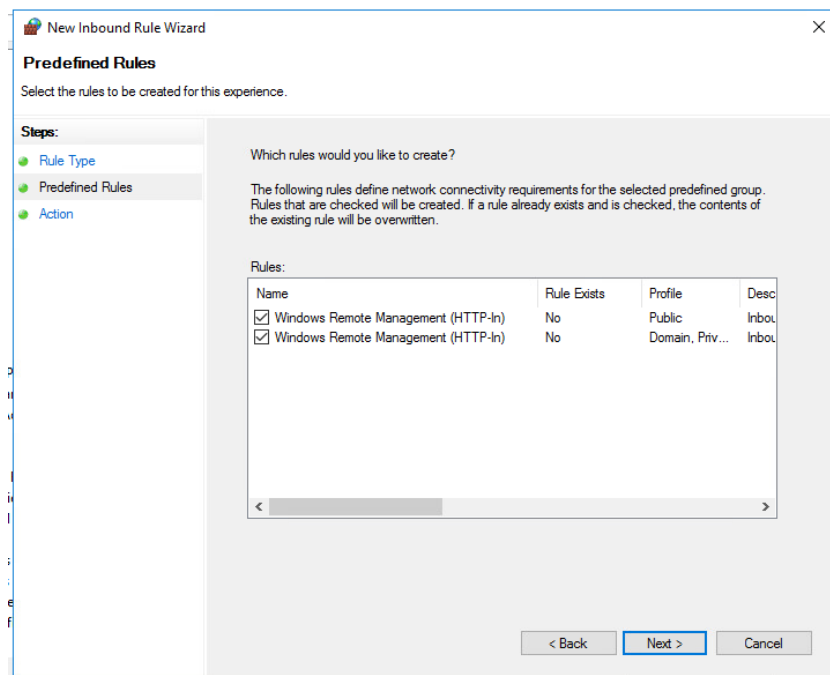 New Inbound Rule Wizard
Predefined Rules
Select the rules to be created for this experience.
Steps:
Rule Type
Predefined Rules
Action
Which rules would you like to create?
The following rules define network connectivity requirements for the selected predefined group.
Rules that are checked will be created. If a rule already exists and is checked, the contents of
the existing rule will be overwritten.
Rules:
Name Rule Exists Profile Desc
Windows Remote Management (HTTP-In) No Public Inbou
Windows Remote Management (HTTP-In) No Domain, Priv... Inbou
< Back Next > Cancel